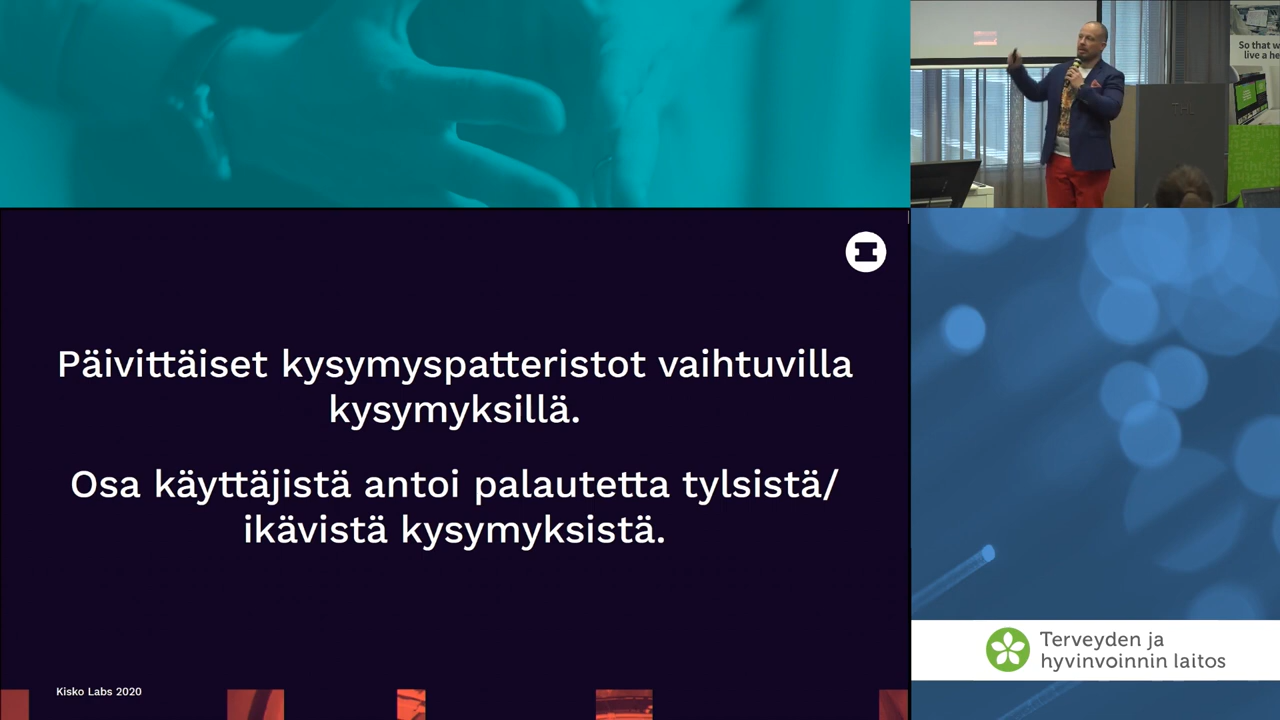 So that w
live a he
THL
Päivittäiset kysymyspatteristot vaihtuvilla
kysymyksillä.
Osa käyttäjistä antoi palautetta tylsistä/
ikävistä kysymyksistä.
Kisko Labs 2020
Terveyden ja
hyvinvoinnin laitos